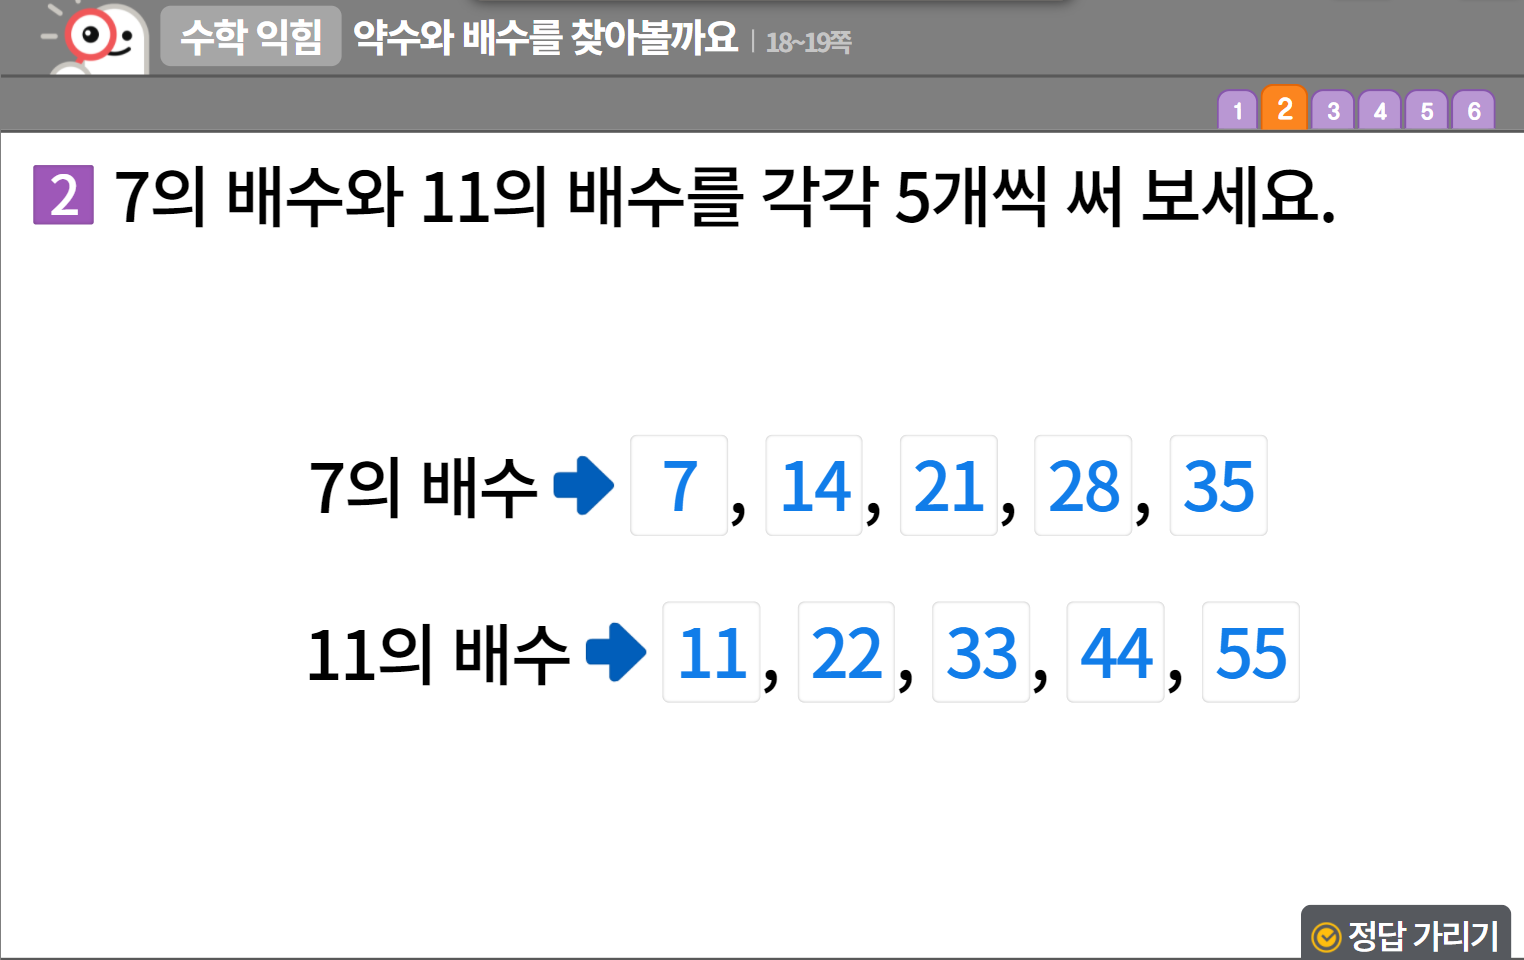 수학 익힘 약수와 배수를 찾아볼까요 | 18~19쪽
1 2 3 4 5 6
2 7의 배수와 11의 배수를 각각 5개씩 써 보세요.
7의 배수 ➡ 7, 14, 21, 28, 35
11의 배수 ➡ 11, 22, 33, 44, 55
정답 가리기